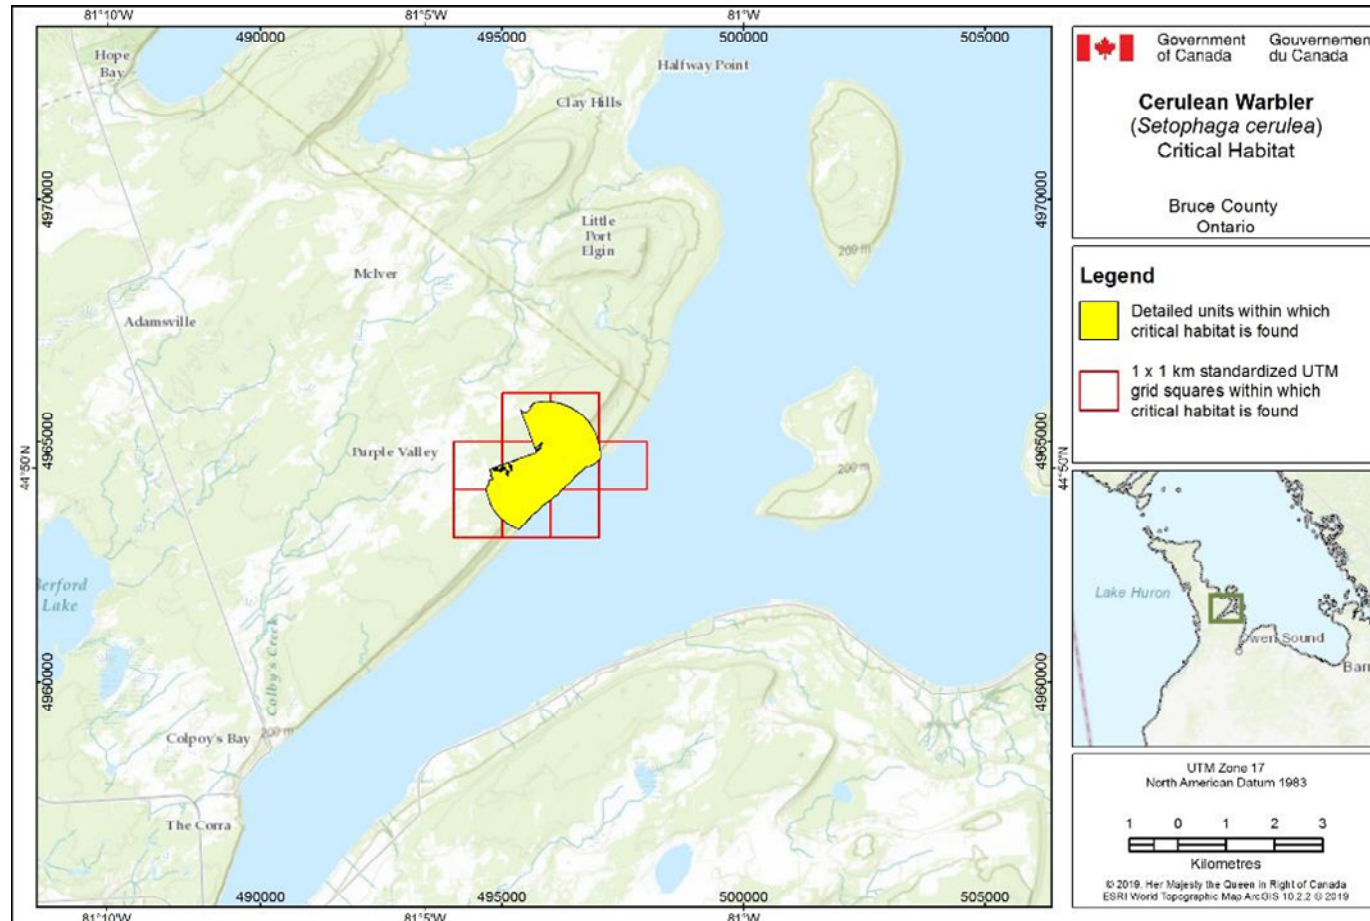 81°10'W
81°5'W
81°W
490000
495000
500000
505000
Hope
Bay
Halfway Point
Clay Hills
4970000
4970000
Little
Port
Elgin
200 m
McIver
Adamsville
4965000
4965000
44°50'N
44°50'N
Purple Valley
200 m
Berford
Lake
Colby's Creek
4960000
4960000
200 m
Colpoy's Bay
The Corra
490000
495000
500000
505000
81°10'W
81°5'W
81°W
Government
of Canada
Gouvernemen
du Canada
Cerulean Warbler
(Setophaga cerulea)
Critical Habitat
Bruce County
Ontario
Legend
Detailed units within which
critical habitat is found
1 x 1 km standardized UTM
grid squares within which
critical habitat is found
Lake Huron
Owen Sound
Barr
UTM Zone 17
North American Datum 1983
1 0 1 2 3
Kilometres
© 2019. Her Majesty the Queen in Right of Canada
ESRI World Topographic Map ArcGIS 10.2.2 © 2019